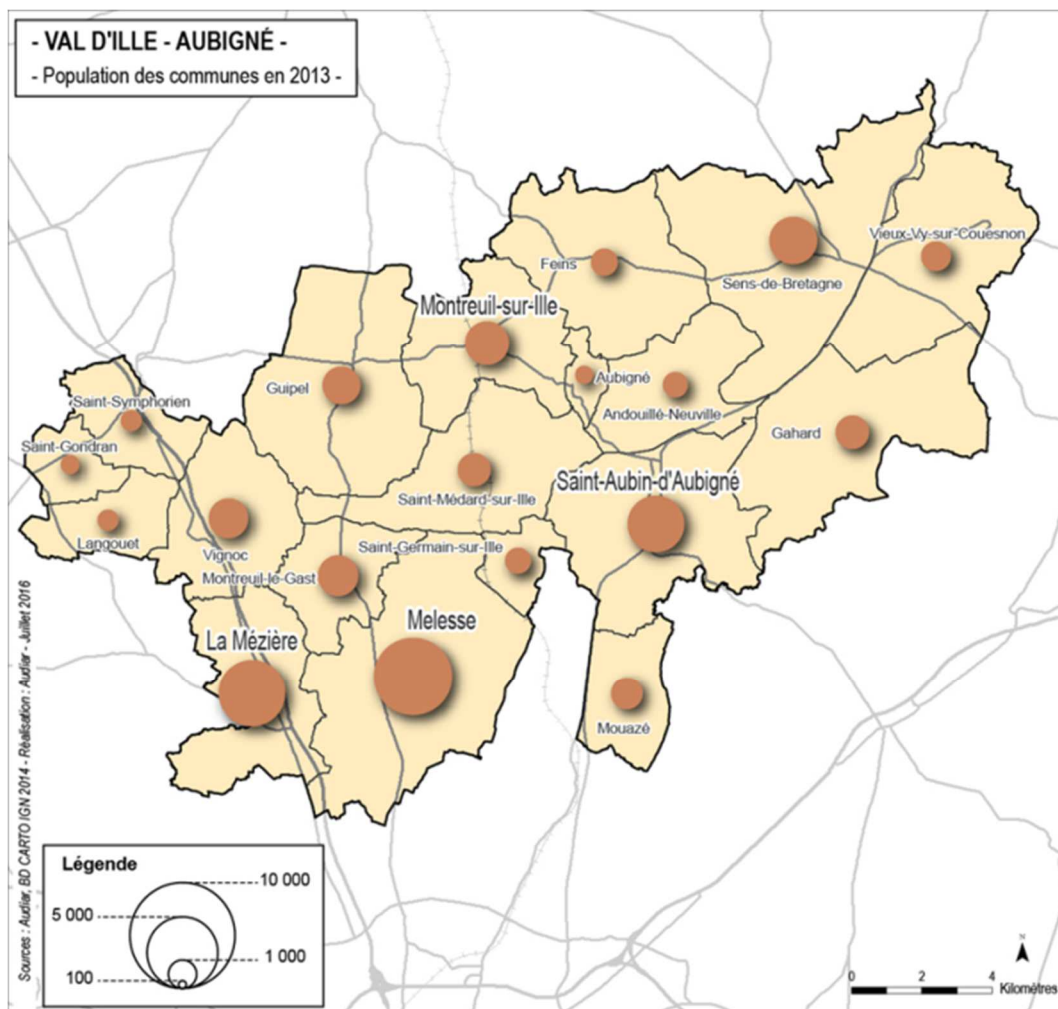 - VAL D'ILLE - AUBIGNÉ -
- Population des communes en 2013 -
Vieux-Vy-sur-Couesnon
Feins
Sens-de-Bretagne
Montreuil-sur-Ille
Guipel
Aubigné
Andouillé-Neuville
Saint-Symphorien
Gahard
Saint-Gondran
Saint-Aubin-d'Aubigné
Saint-Médard-sur-Ille
Langouet
Vignoc
Saint-Germain-sur-Ille
Montreuil-le-Gast
Melesse
La Mézière
Mouazé
Sources : Audiar, BD CARTO IGN 2014 - Réalisation : Audiar - Juillet 2016
Légende
10 000
5 000
1 000
100
N
0 2 4
Kilomètres